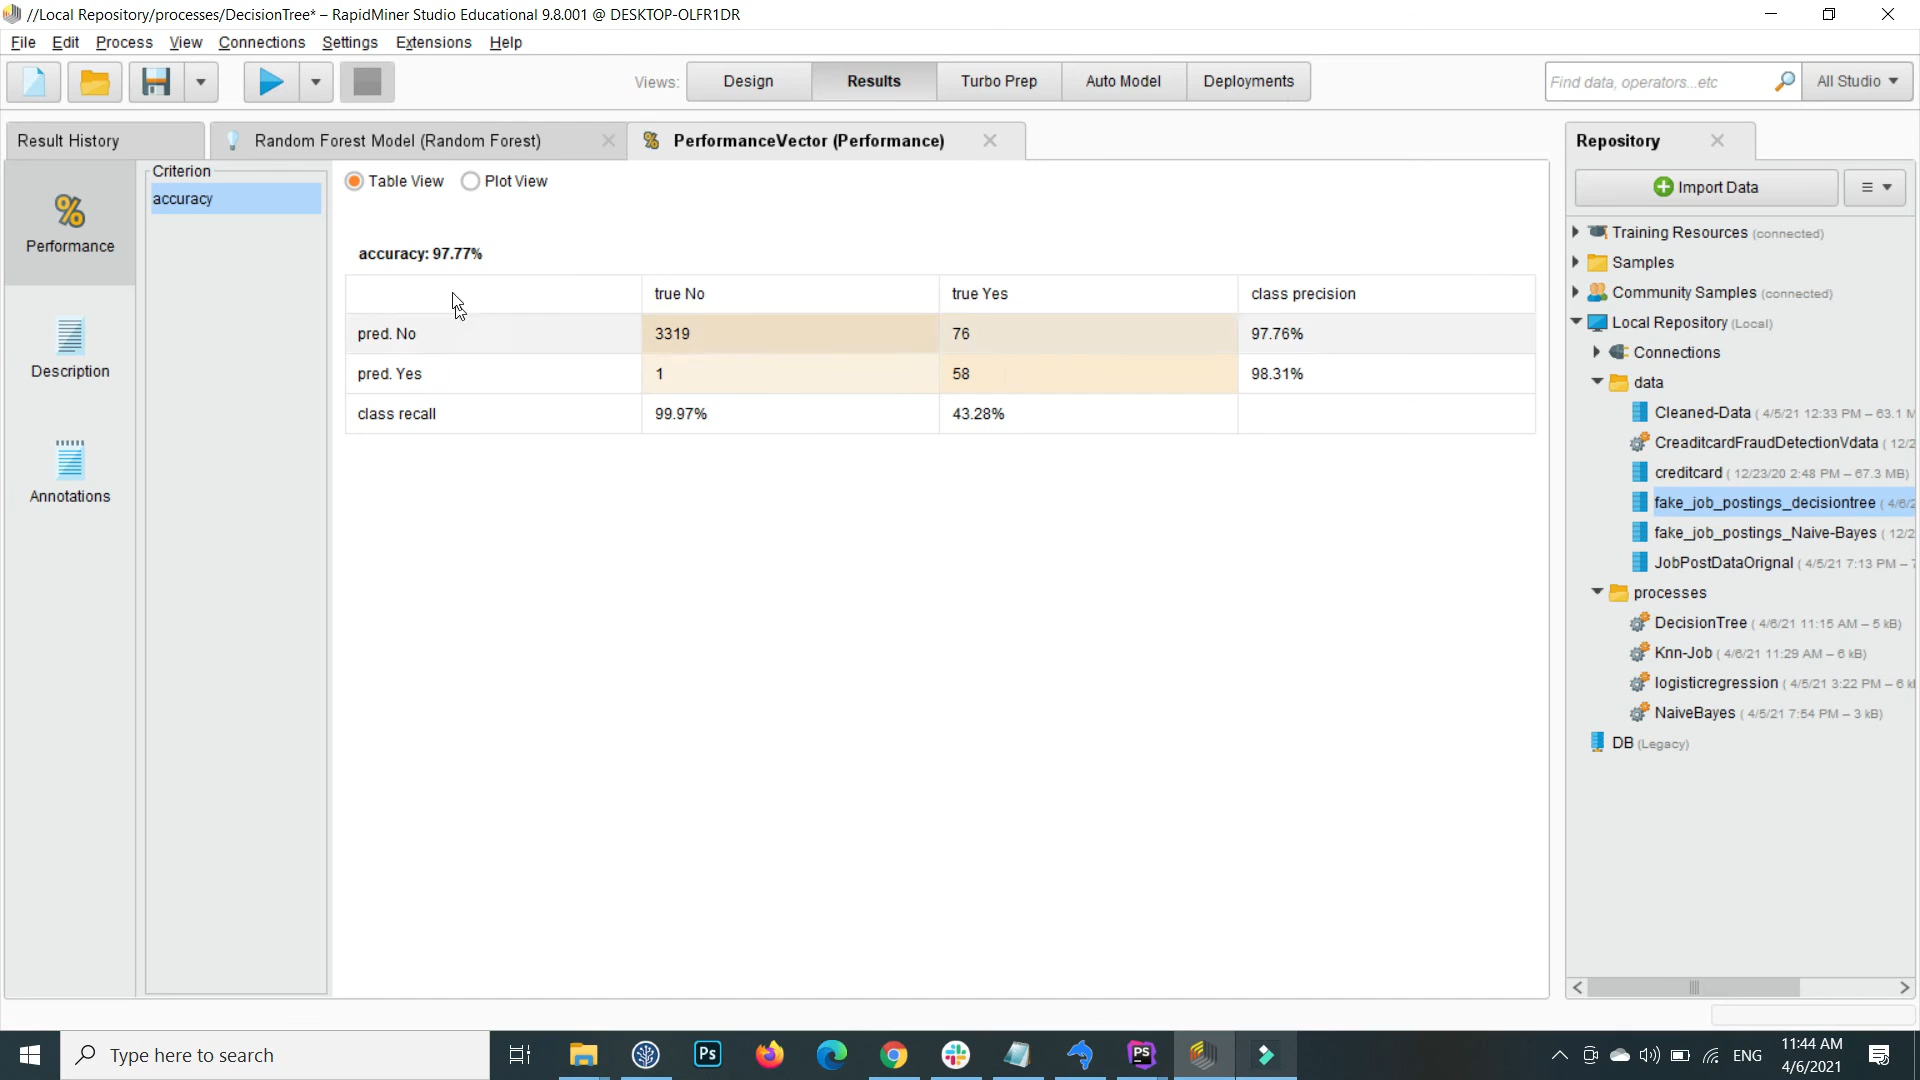 //Local Repository/processes/DecisionTree* – RapidMiner Studio Educational 9.8.001 @ DESKTOP-OLFR1DR
File Edit Process View Connections Settings Extensions Help
Views: Design Results Turbo Prep Auto Model Deployments
Find data, operators...etc
All Studio
Result History
Random Forest Model (Random Forest)
PerformanceVector (Performance)
Repository
Criterion
accuracy
Performance
Description
Annotations
Table View Plot View
accuracy: 97.77%
true No true Yes class precision
pred. No 3319 76 97.76%
pred. Yes 1 58 98.31%
class recall 99.97% 43.28%
Import Data
Training Resources (connected)
Samples
Community Samples (connected)
Local Repository (Local)
Connections
data
Cleaned-Data ( 4/5/21 12:33 PM – 63.1 M
CreaditcardFraudDetectionVdata ( 12/2
creditcard ( 12/23/20 2:48 PM – 67.3 MB)
fake_job_postings_decisiontree ( 4/6/2
fake_job_postings_Naive-Bayes ( 12/2
JobPostDataOrignal ( 4/5/21 7:13 PM – 7
processes
DecisionTree ( 4/6/21 11:15 AM – 5 kB)
Knn-Job ( 4/6/21 11:29 AM – 6 kB)
logisticregression ( 4/5/21 3:22 PM – 6 kB
NaiveBayes ( 4/5/21 7:54 PM – 3 kB)
DB (Legacy)
Type here to search
Ps
PS
ENG
11:44 AM
4/6/2021